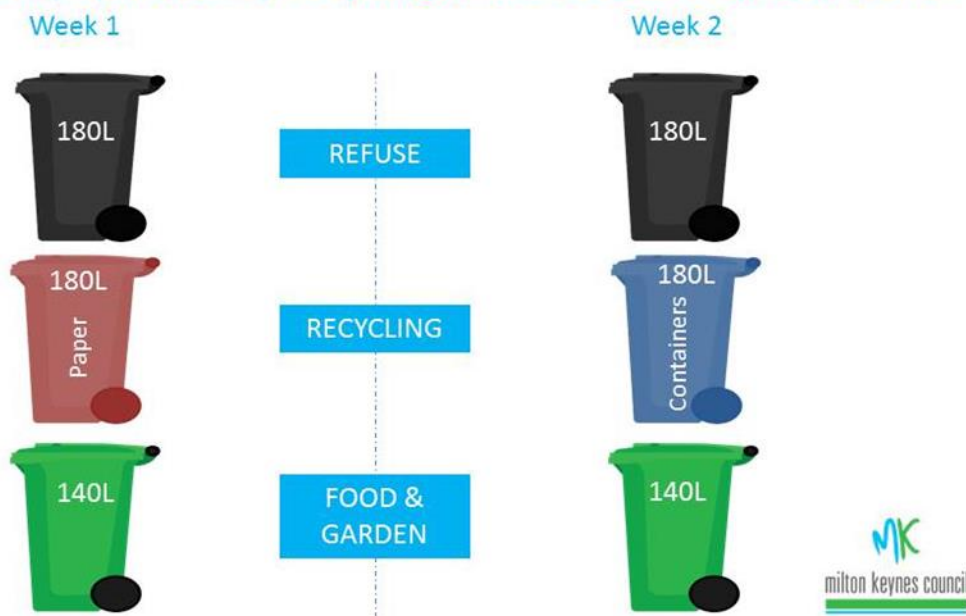 Week 1
Week 2
180L
REFUSE
180L
180L
Paper
RECYCLING
180L
Containers
140L
FOOD &
GARDEN
140L
MK
milton keynes council